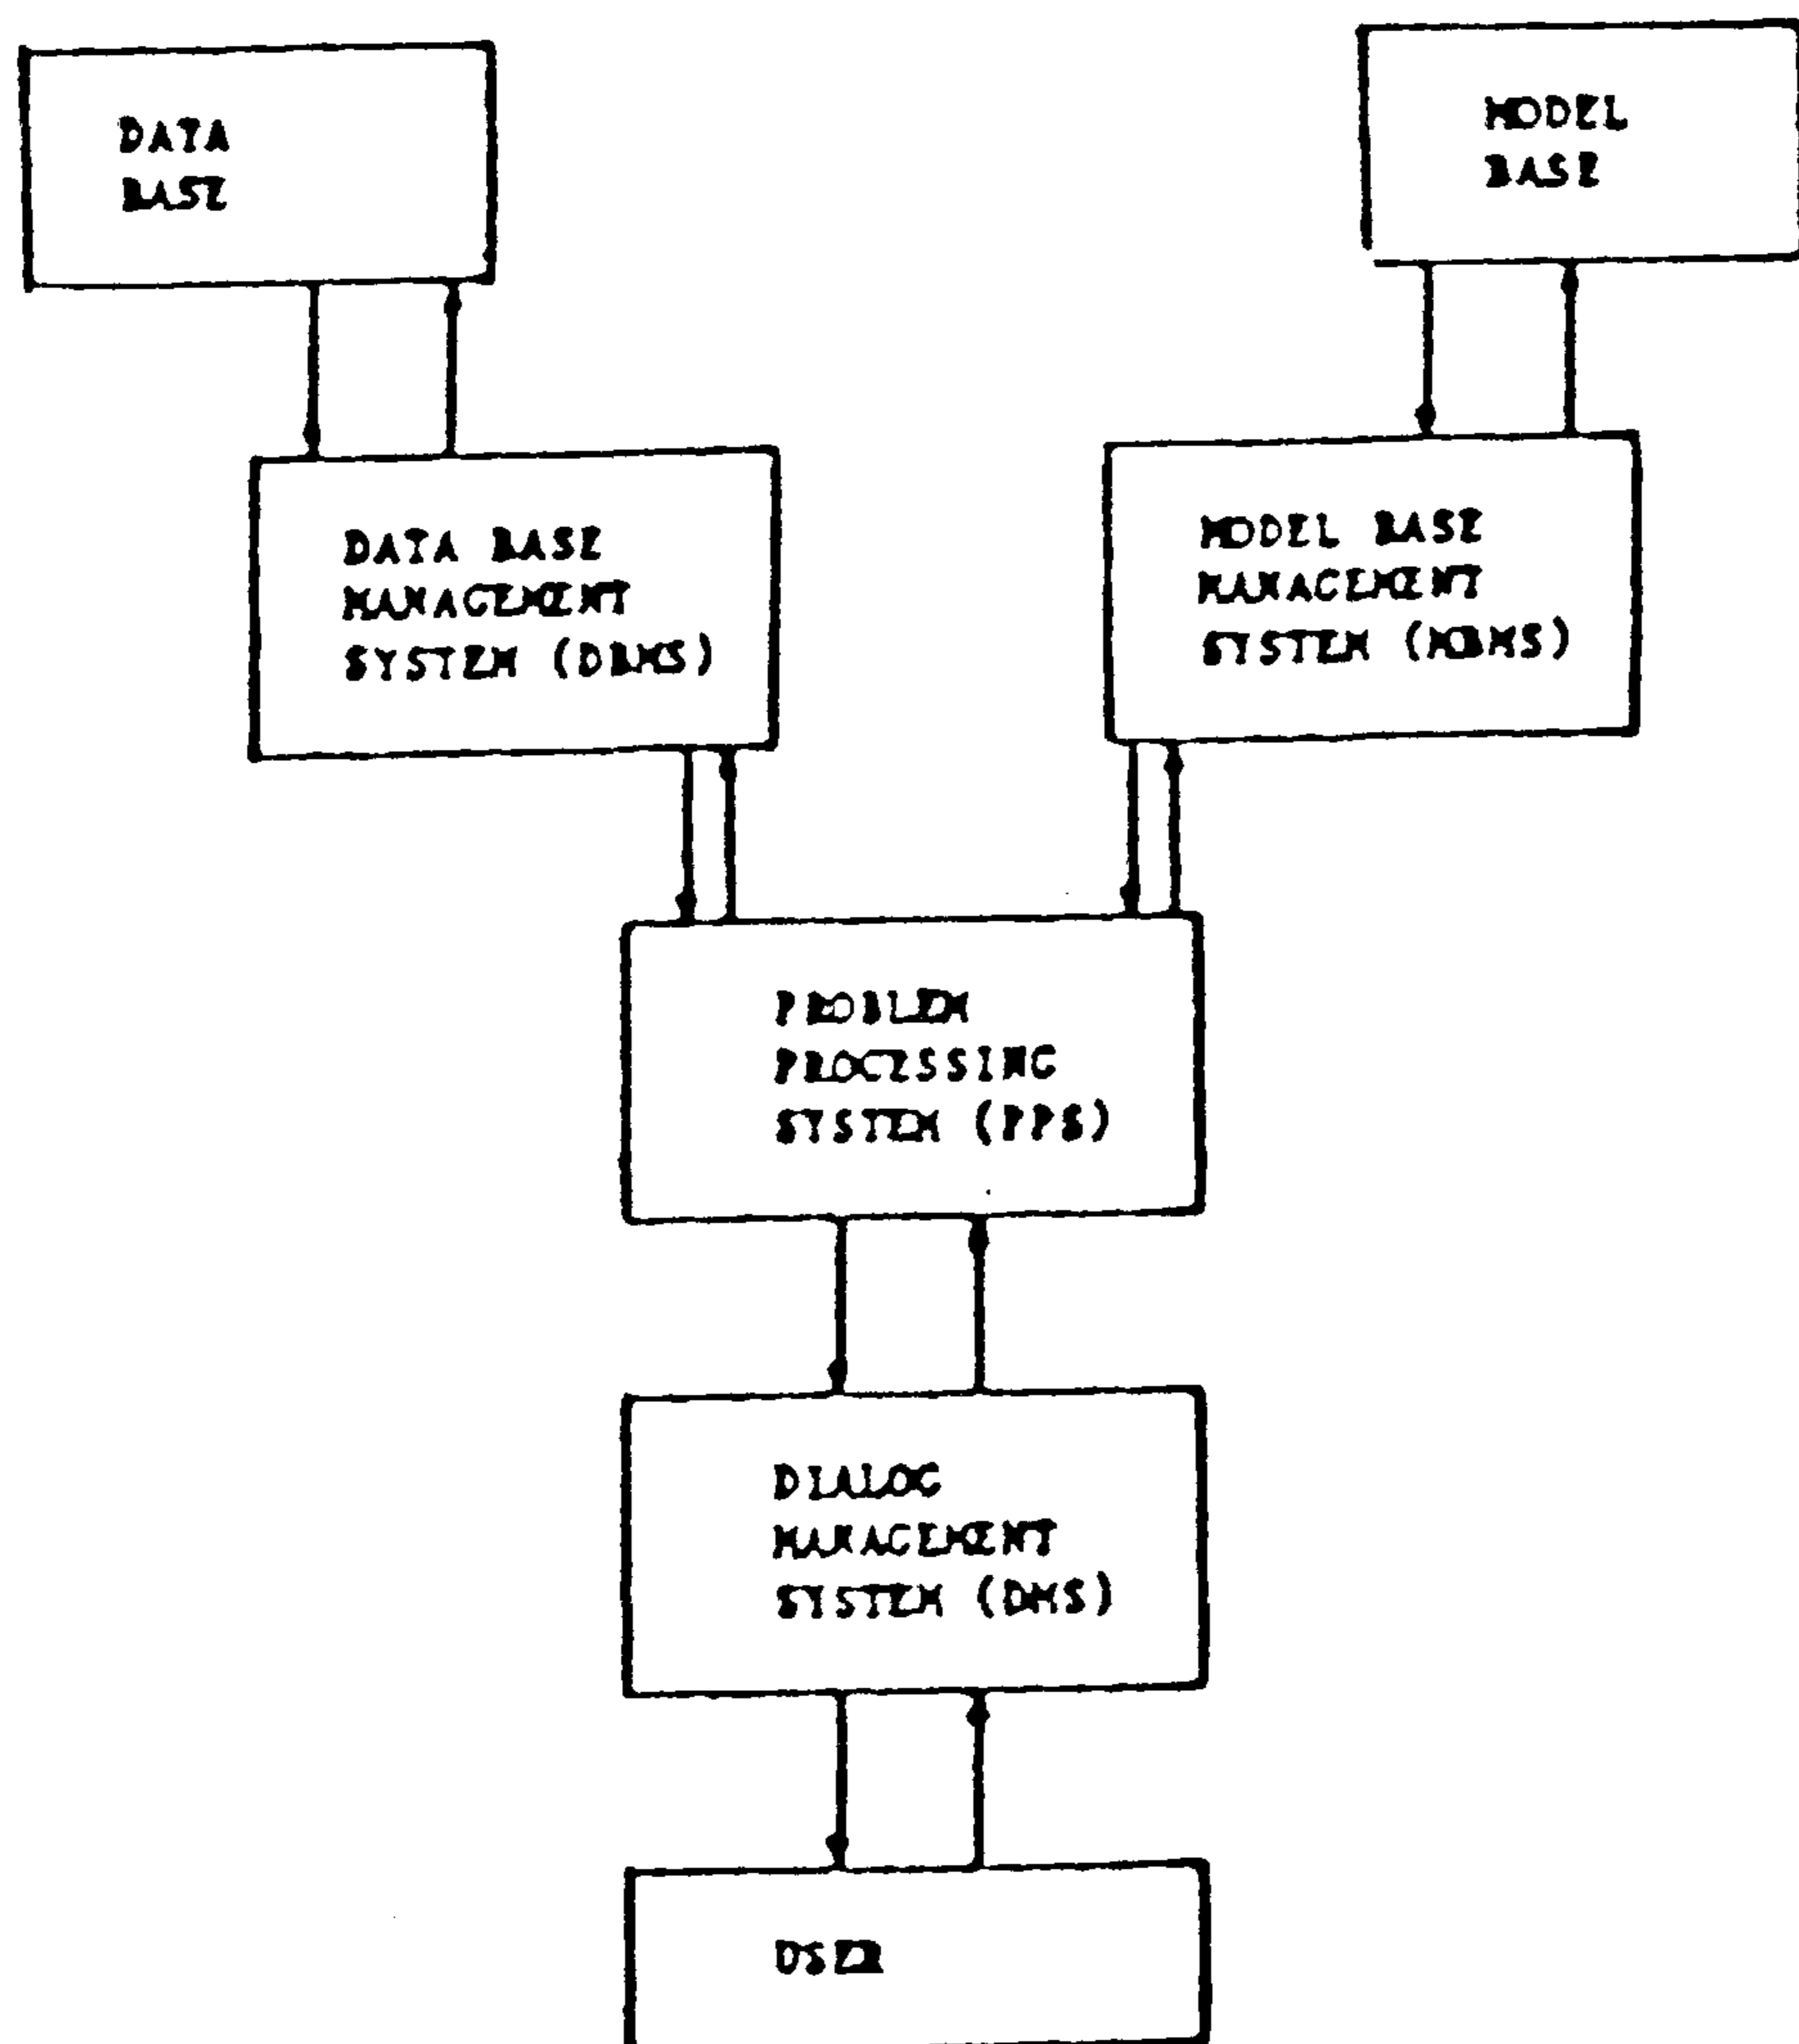 DATA
BASE
MODEL
BASE
DATA BASE
MANAGEMENT
SYSTEM (DBMS)
MODEL BASE
MANAGEMENT
SYSTEM (MBMS)
PROBLEM
PROCESSING
SYSTEM (PPS)
DIALOG
MANAGEMENT
SYSTEM (DMS)
USER